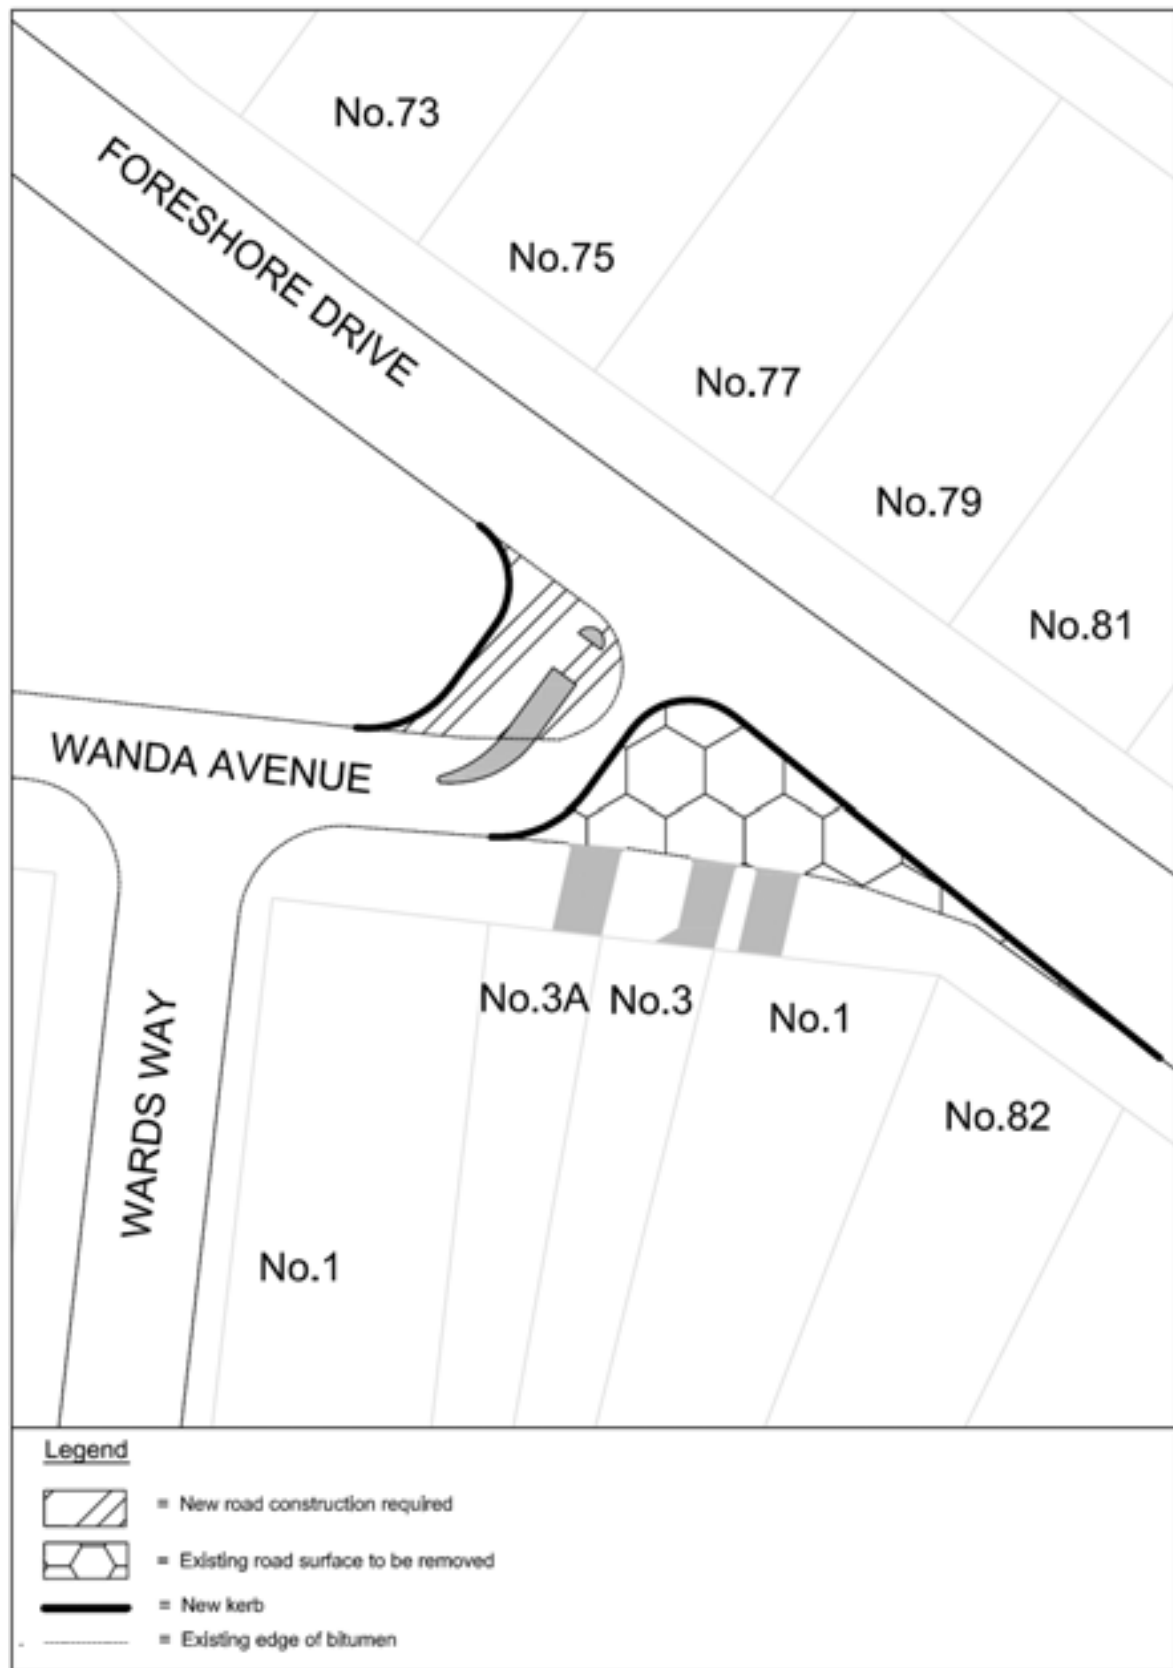 No.73
FORESHORE DRIVE
No.75
No.77
No.79
No.81
WANDA AVENUE
No.3A
No.3
No.1
No.82
WARDS WAY
No.1
Legend
= New road construction required
= Existing road surface to be removed
= New kerb
= Existing edge of bitumen